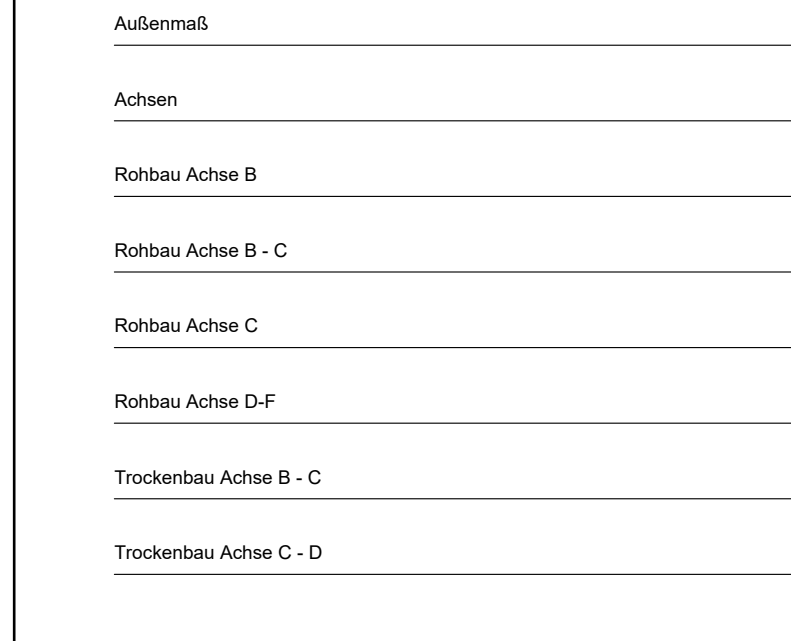 Außenmaß
Achsen
Rohbau Achse B
Rohbau Achse B - C
Rohbau Achse C
Rohbau Achse D-F
Trockenbau Achse B - C
Trockenbau Achse C - D